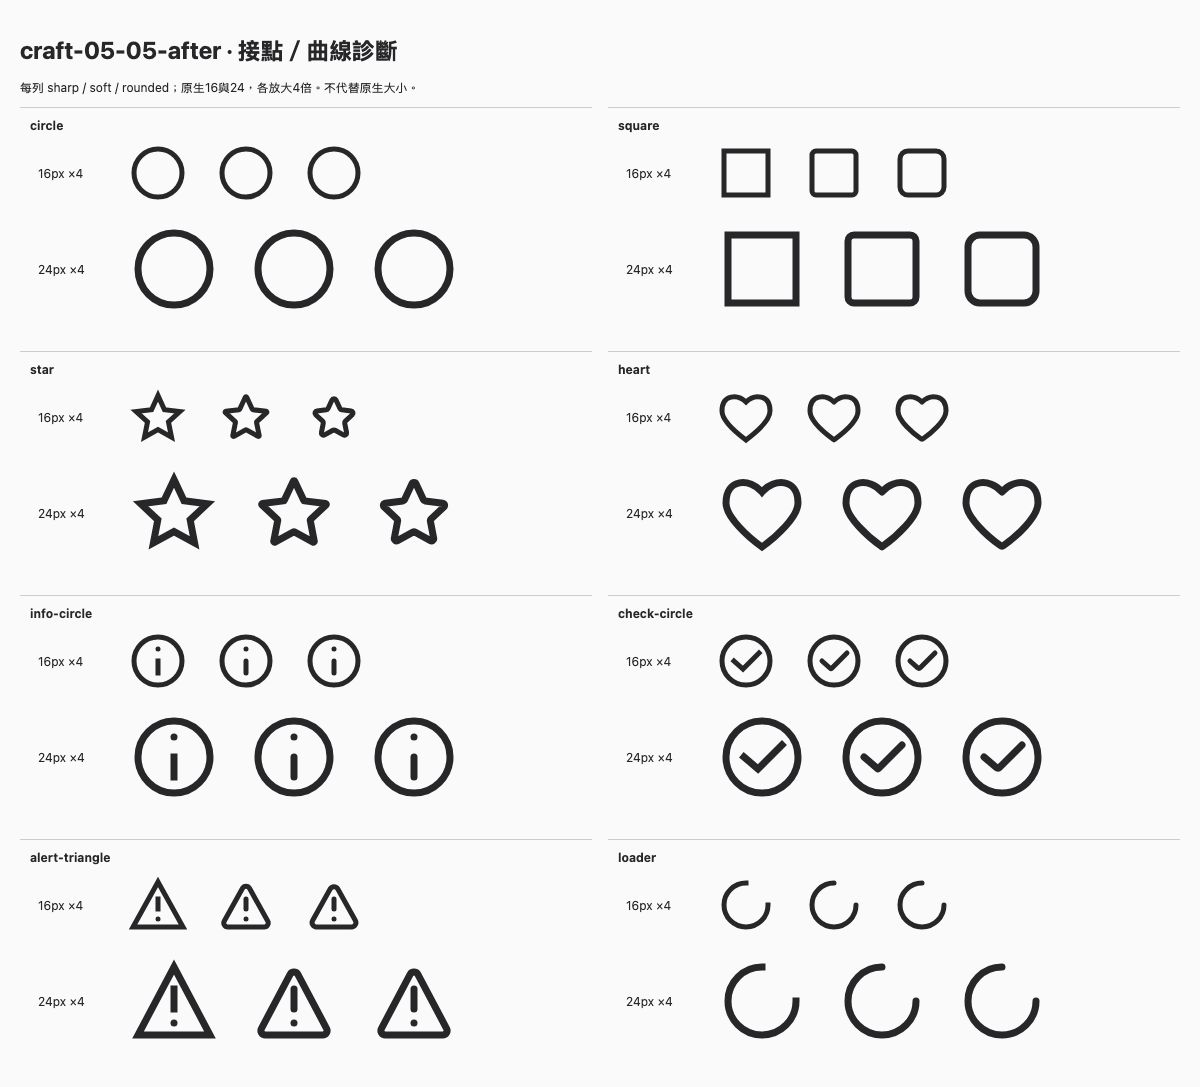 craft-05-05-after · 接點 / 曲線診斷
每列 sharp / soft / rounded；原生16與24，各放大4倍。不代替原生大小。
circle
16px ×4
24px ×4
square
16px ×4
24px ×4
star
16px ×4
24px ×4
heart
16px ×4
24px ×4
info-circle
16px ×4
24px ×4
check-circle
16px ×4
24px ×4
alert-triangle
16px ×4
24px ×4
loader
16px ×4
24px ×4